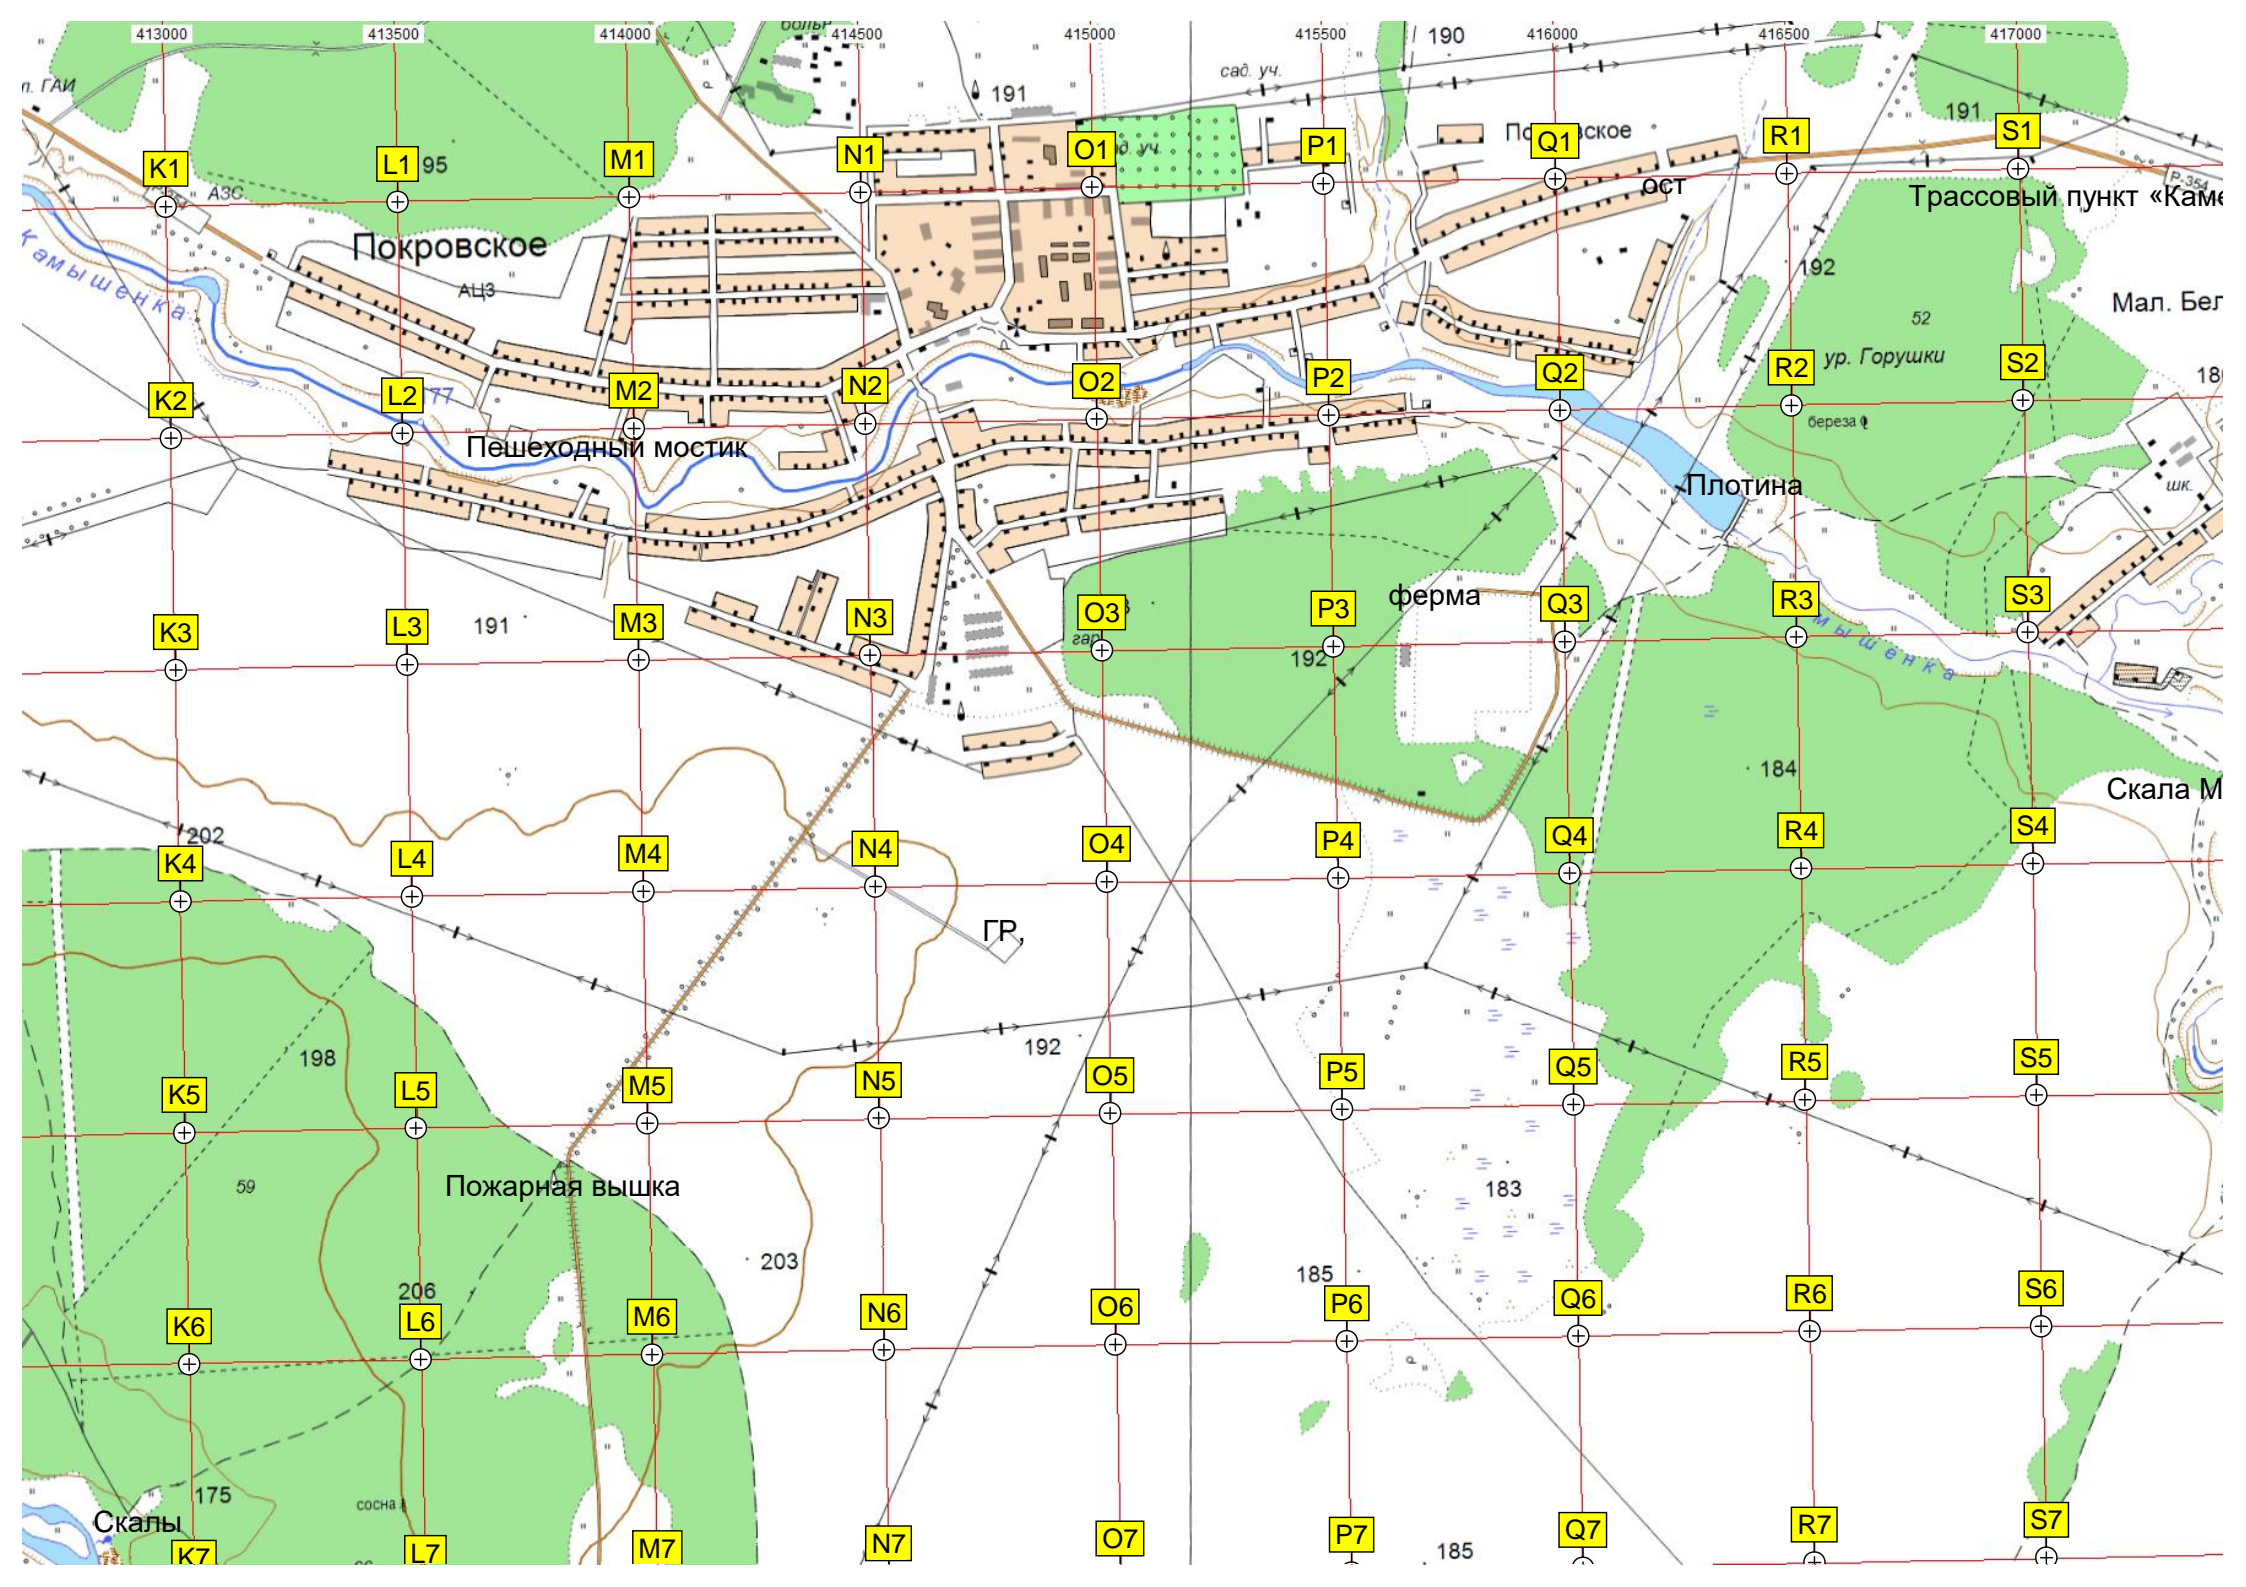 413000 413500 414000 414500 415000 415500 416000 416500 417000
190
сад. уч.
п. ГАИ
191
191
Р-354
K1 L1 M1 N1 O1 P1 Q1 R1 S1
95
АЗС
ост
Трассовый пункт «Каме
Покровское
АЦЗ
Камышенка
192
52
ур. Горушки
Мал. Бел
K2 L2 M2 N2 O2 P2 Q2 R2 S2
77
береза
Пешеходный мостик
Плотина
шк.
ферма
K3 L3 M3 N3 O3 P3 Q3 R3 S3
191
192
мышенка
184
Скала М
202
K4 L4 M4 N4 O4 P4 Q4 R4 S4
ГР,
198
192
K5 L5 M5 N5 O5 P5 Q5 R5 S5
59
Пожарная вышка
183
203
185
206
K6 L6 M6 N6 O6 P6 Q6 R6 S6
175
сосна
Скалы
185
K7 L7 M7 N7 O7 P7 Q7 R7 S7